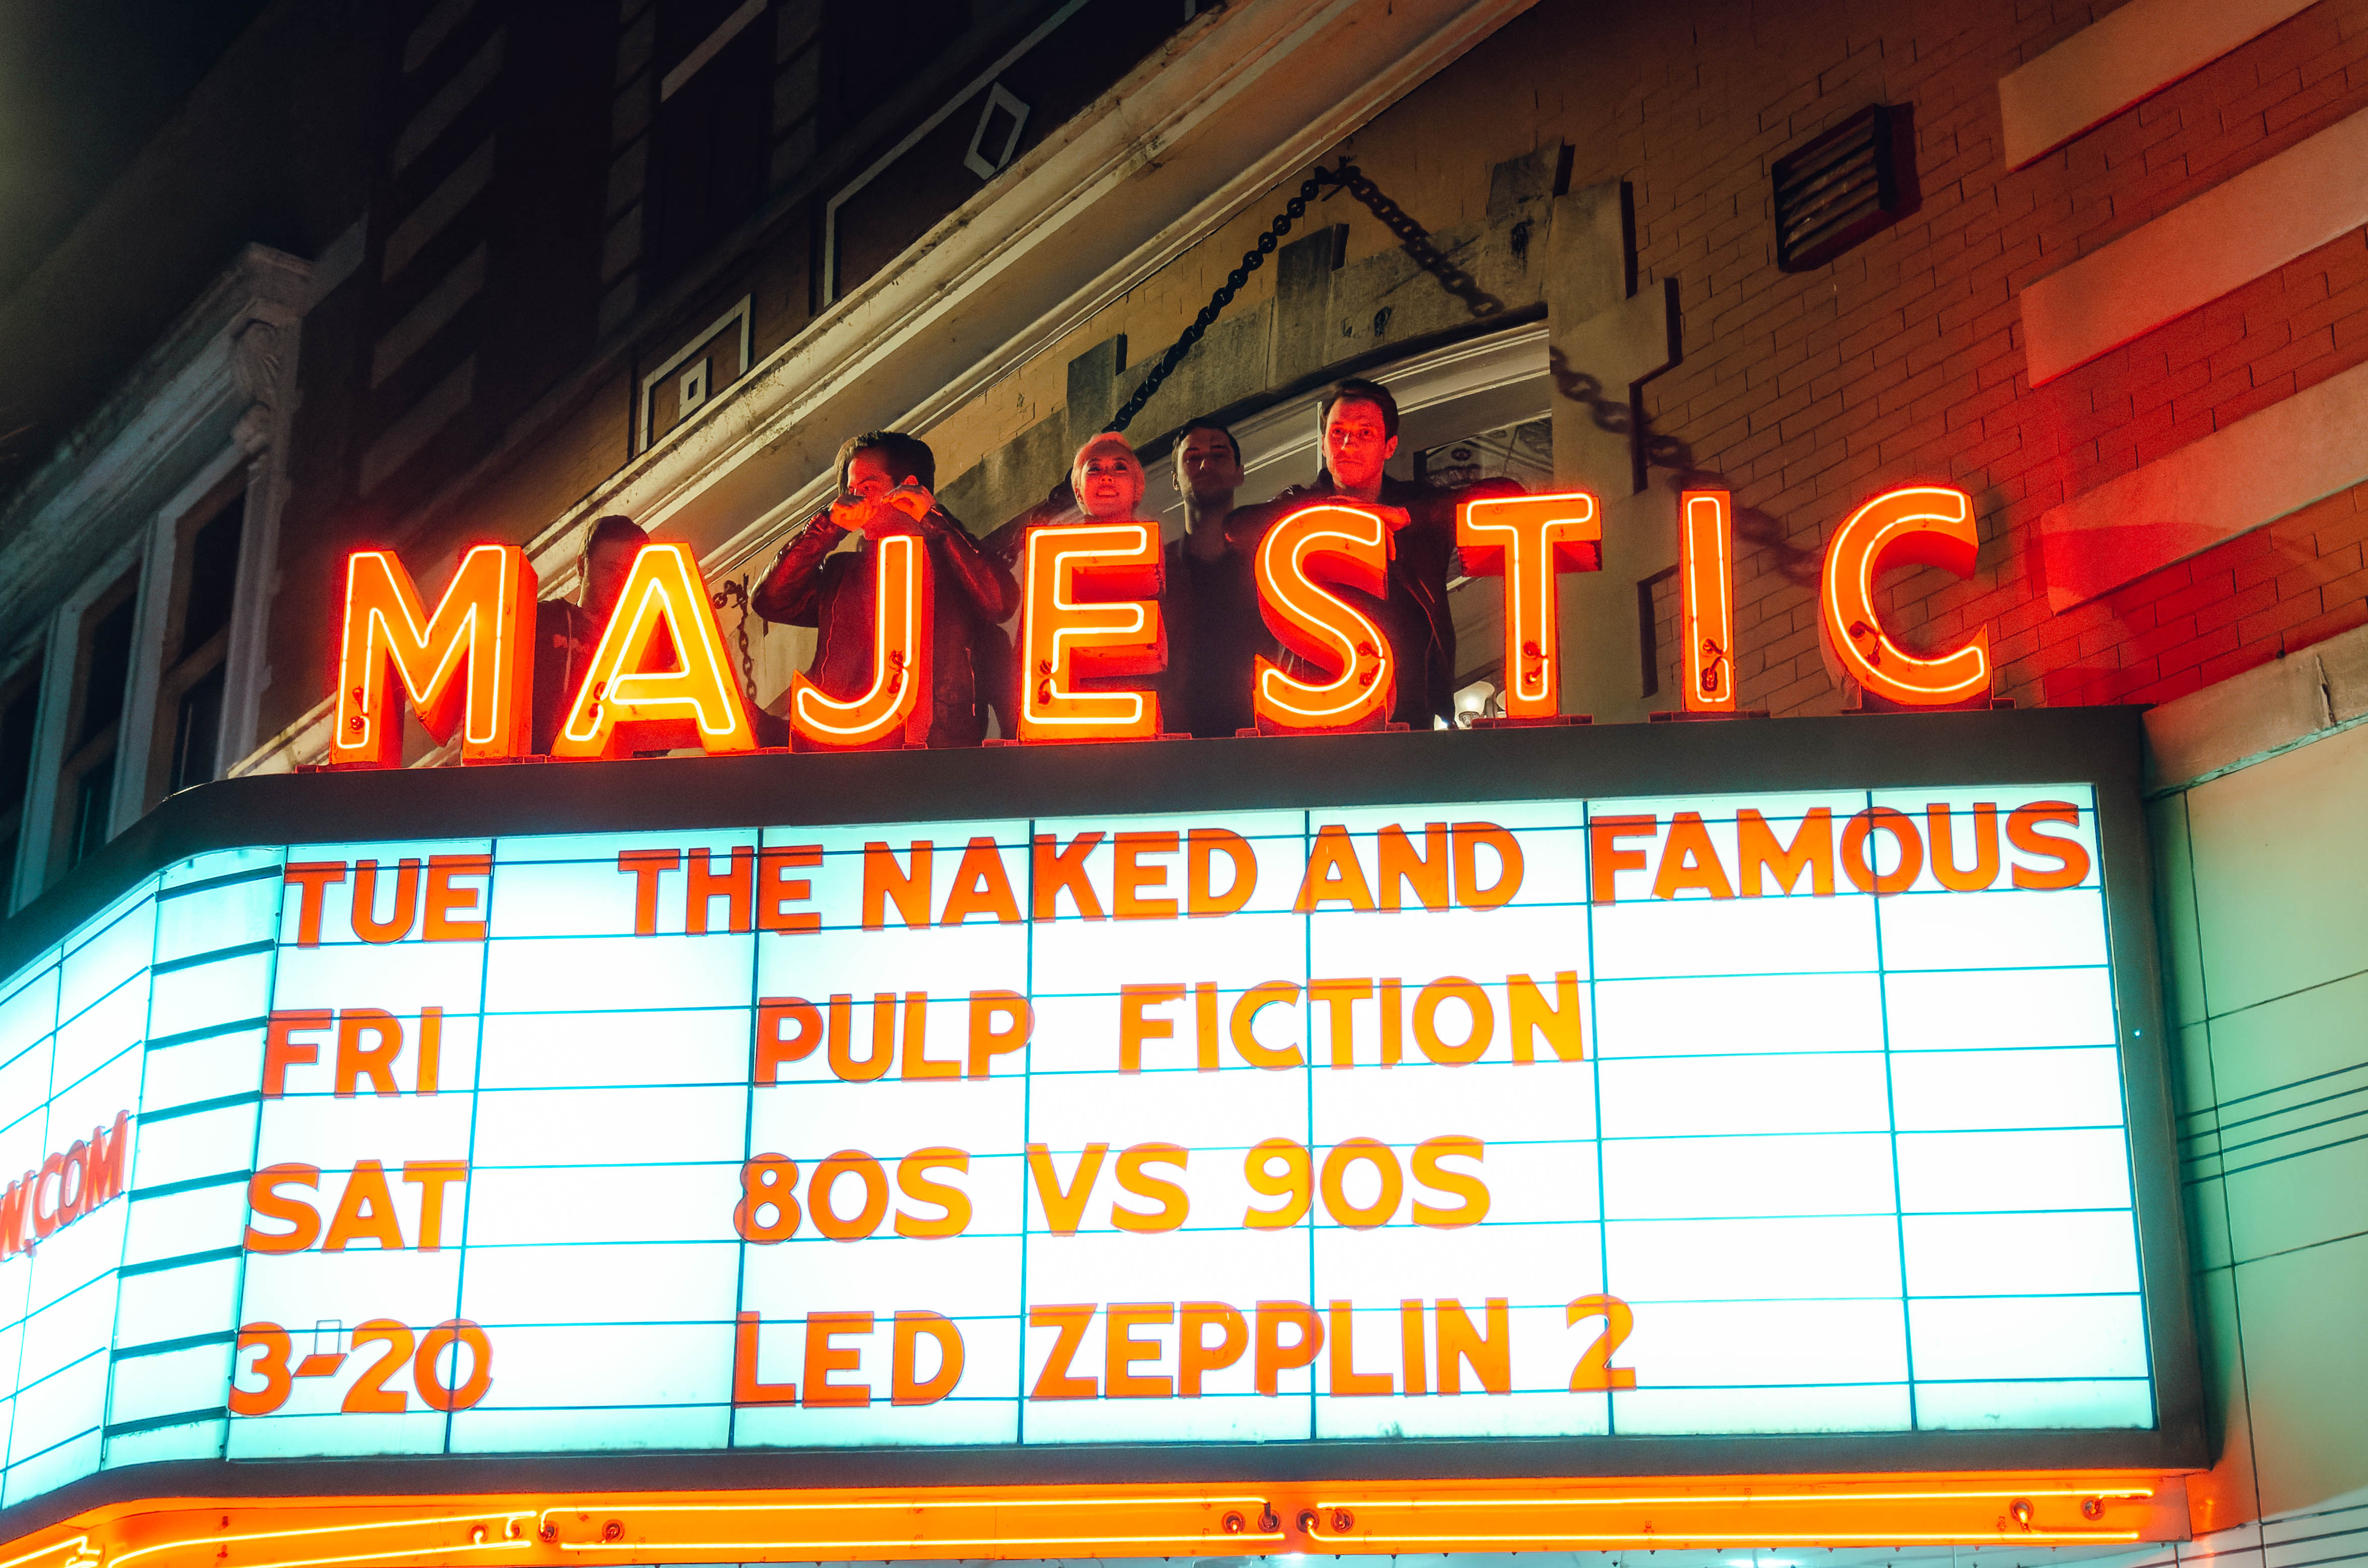 MAJESTIC
TUE THE NAKED AND FAMOUS
FRI PULP FICTION
SAT 80S VS 90S
3-20 LED ZEPPLIN 2
W.COM